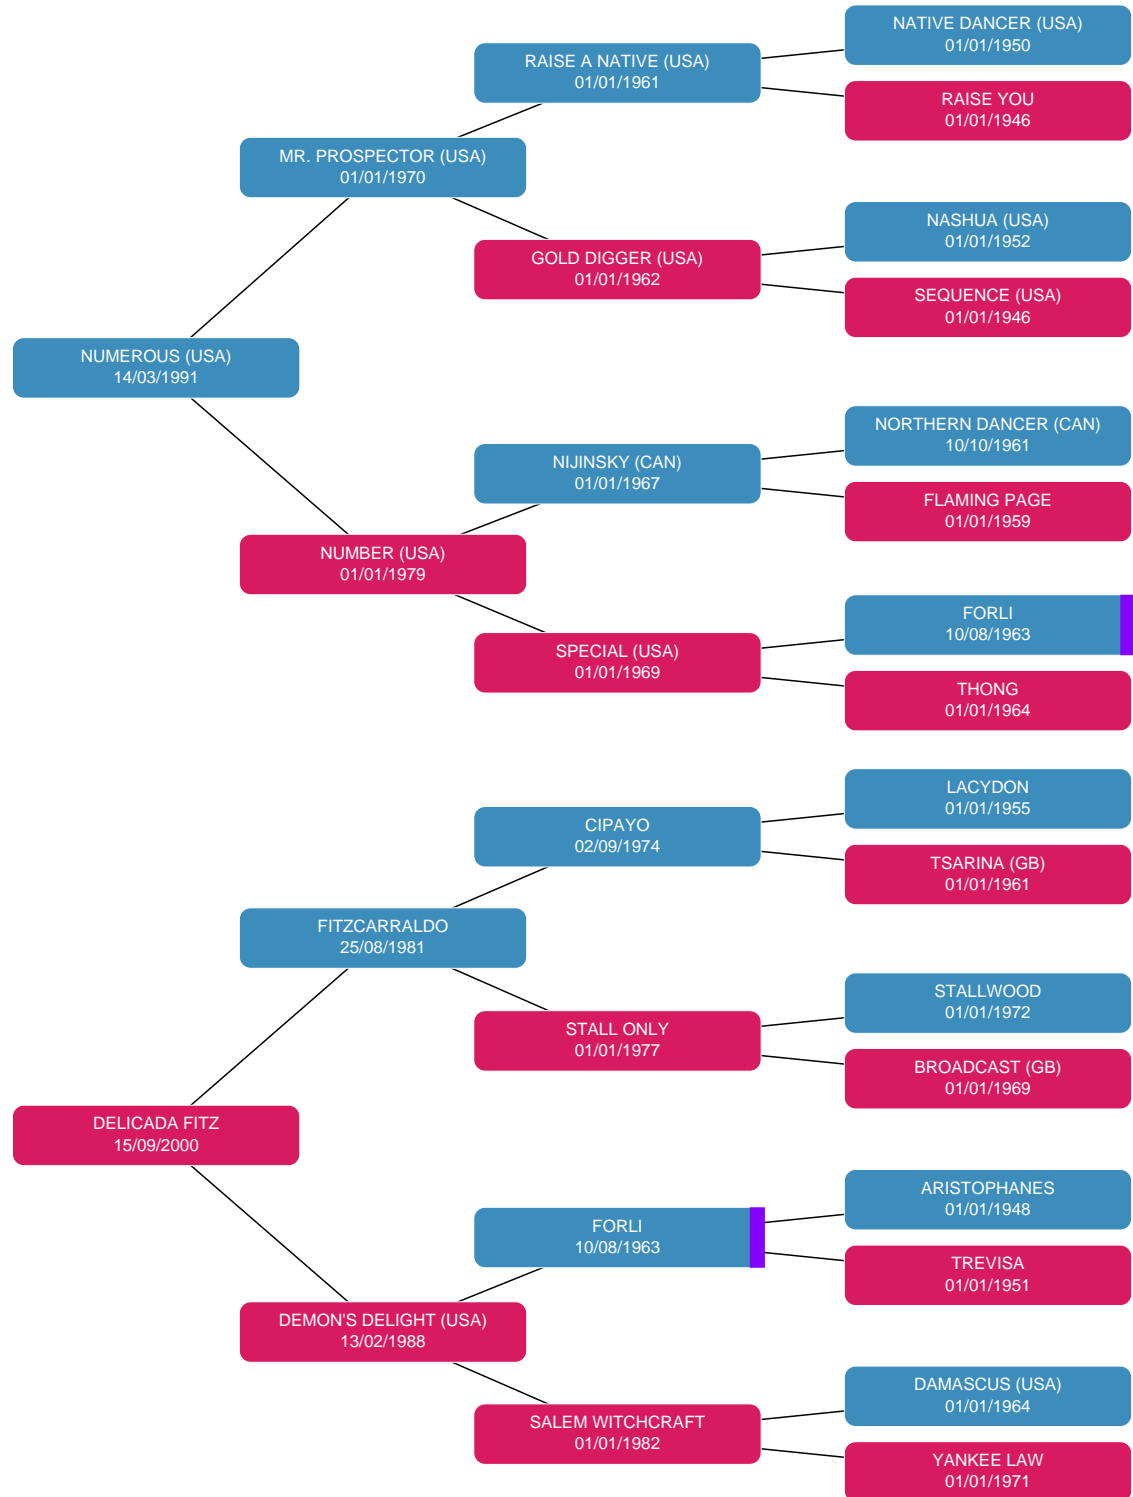 NATIVE DANCER (USA)
01/01/1950
RAISE A NATIVE (USA)
01/01/1961
RAISE YOU
01/01/1946
MR. PROSPECTOR (USA)
01/01/1970
NASHUA (USA)
01/01/1952
GOLD DIGGER (USA)
01/01/1962
SEQUENCE (USA)
01/01/1946
NUMEROUS (USA)
14/03/1991
NORTHERN DANCER (CAN)
10/10/1961
NIJINSKY (CAN)
01/01/1967
FLAMING PAGE
01/01/1959
NUMBER (USA)
01/01/1979
FORLI
10/08/1963
SPECIAL (USA)
01/01/1969
THONG
01/01/1964
LACYDON
01/01/1955
CIPAYO
02/09/1974
TSARINA (GB)
01/01/1961
FITZCARRALDO
25/08/1981
STALLWOOD
01/01/1972
STALL ONLY
01/01/1977
BROADCAST (GB)
01/01/1969
DELICADA FITZ
15/09/2000
ARISTOPHANES
01/01/1948
FORLI
10/08/1963
TREVISA
01/01/1951
DEMON'S DELIGHT (USA)
13/02/1988
DAMASCUS (USA)
01/01/1964
SALEM WITCHCRAFT
01/01/1982
YANKEE LAW
01/01/1971